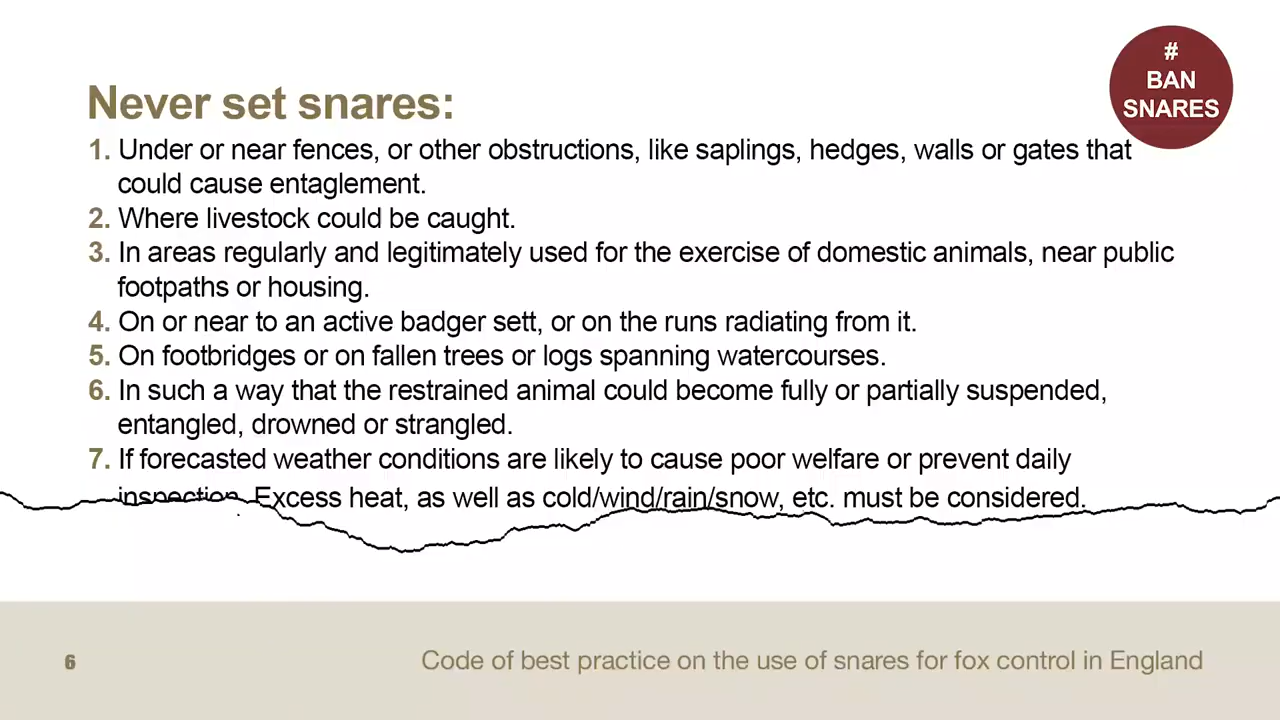 #
BAN
SNARES
Never set snares:
1. Under or near fences, or other obstructions, like saplings, hedges, walls or gates that
could cause entaglement.
2. Where livestock could be caught.
3. In areas regularly and legitimately used for the exercise of domestic animals, near public
footpaths or housing.
4. On or near to an active badger sett, or on the runs radiating from it.
5. On footbridges or on fallen trees or logs spanning watercourses.
6. In such a way that the restrained animal could become fully or partially suspended,
entangled, drowned or strangled.
7. If forecasted weather conditions are likely to cause poor welfare or prevent daily
inspection. Excess heat, as well as cold/wind/rain/snow, etc. must be considered.
6 Code of best practice on the use of snares for fox control in England